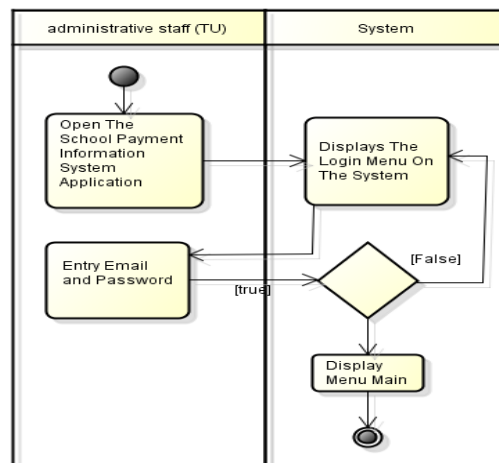 administrative staff (TU)
System
Open The
School Payment
Information
System
Application
Displays The
Login Menu On
The System
Entry Email
and Password
[true]
[False]
Display
Menu Main